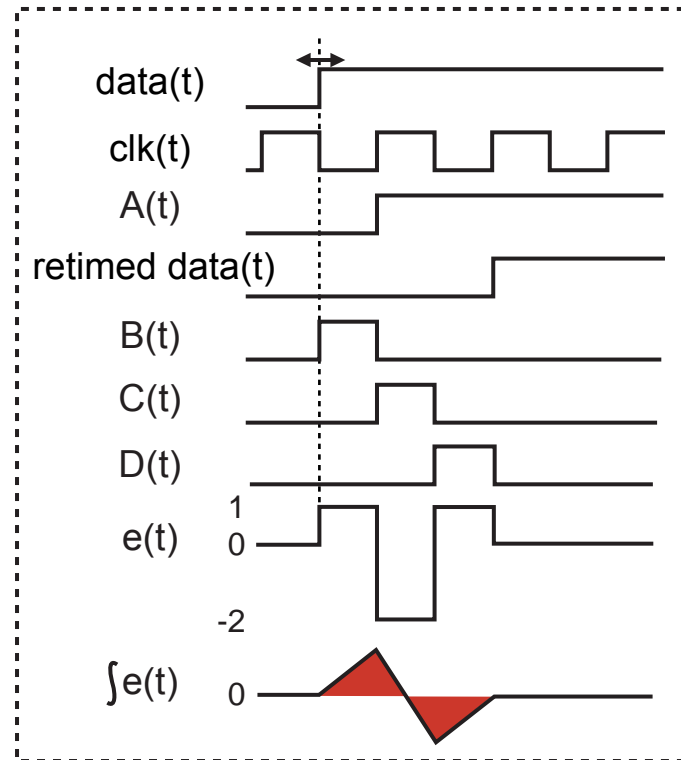 data(t)
clk(t)
A(t)
retimed data(t)
B(t)
C(t)
D(t)
1
e(t) 0
-2
∫e(t) 0